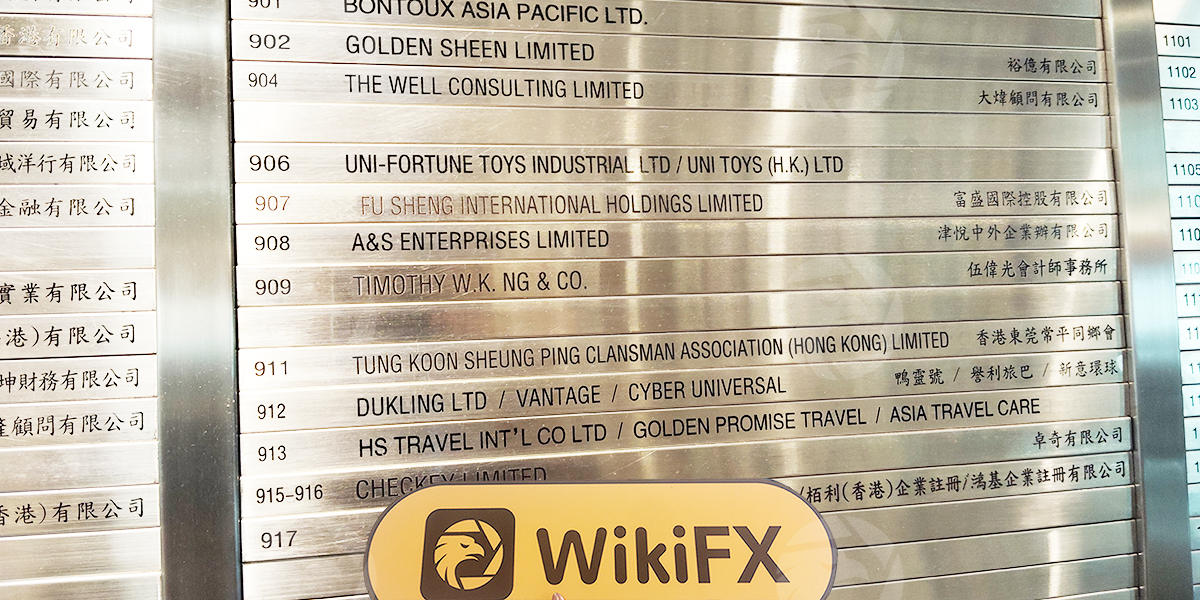 香港有限公司
國際有限公司
貿易有限公司
域洋行有限公司
金融有限公司
實業有限公司
港)有限公司
坤財務有限公司
顧問有限公司
香港)有限公司
901 BONTOUX ASIA PACIFIC LTD.
902 GOLDEN SHEEN LIMITED 裕億有限公司
904 THE WELL CONSULTING LIMITED 大煒顧問有限公司
906 UNI-FORTUNE TOYS INDUSTRIAL LTD / UNI TOYS (H.K.) LTD
907 FU SHENG INTERNATIONAL HOLDINGS LIMITED 富盛國際控股有限公司
908 A&S ENTERPRISES LIMITED 津悅中外企業辦有限公司
909 TIMOTHY W.K. NG & CO. 伍偉光會計師事務所
911 TUNG KOON SHEUNG PING CLANSMAN ASSOCIATION (HONG KONG) LIMITED 香港東莞常平同鄉會
912 DUKLING LTD / VANTAGE / CYBER UNIVERSAL 鴨靈號 / 譽利旅巴 / 新意環球
913 HS TRAVEL INT'L CO LTD / GOLDEN PROMISE TRAVEL / ASIA TRAVEL CARE
915-916 CHECKEY LIMITED 卓奇有限公司
917 /栢利(香港)企業註冊/鴻基企業註冊有限公司
WikiFX
1101
1102
1103
1105